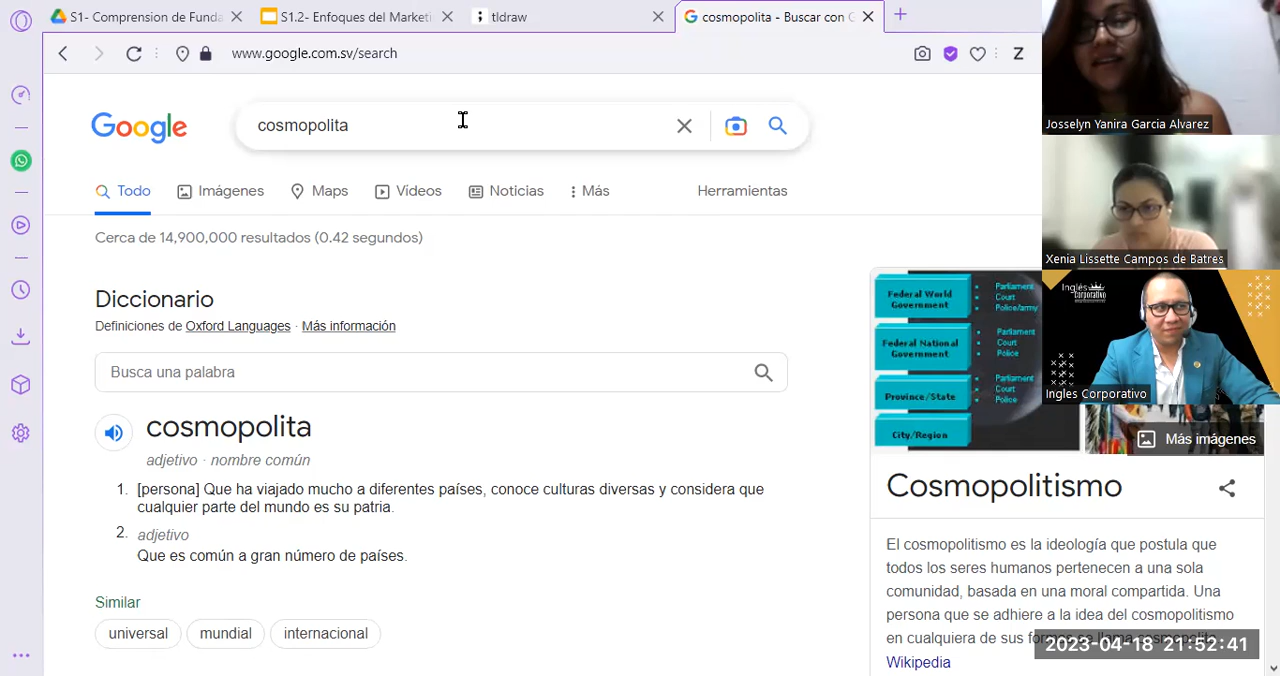 S1- Comprension de Funda
S1.2- Enfoques del Marketi
tldraw
cosmopolita - Buscar con G
www.google.com.sv/search
Z
Google
cosmopolita
Todo
Imágenes
Maps
Videos
Noticias
Más
Herramientas
Cerca de 14,900,000 resultados (0.42 segundos)
Diccionario
Definiciones de Oxford Languages · Más información
Busca una palabra
cosmopolita
adjetivo · nombre común
1. [persona] Que ha viajado mucho a diferentes países, conoce culturas diversas y considera que
cualquier parte del mundo es su patria.
2. adjetivo
Que es común a gran número de países.
Similar
universal
mundial
internacional
Federal World
Government
Parliament
Court
Police/army
Federal National
Government
Parliament
Court
Police
Province/State
Parliament
Court
Police
City/Region
Más imágenes
Cosmopolitismo
El cosmopolitismo es la ideología que postula que
todos los seres humanos pertenecen a una sola
comunidad, basada en una moral compartida. Una
persona que se adhiere a la idea del cosmopolitismo
en cualquiera de sus formas se llama cosmopolita.
Wikipedia
Josselyn Yanira Garcia Alvarez
Xenia Lissette Campos de Batres
Inglés
Corporativo
Ingles Corporativo
2023-04-18 21:52:41